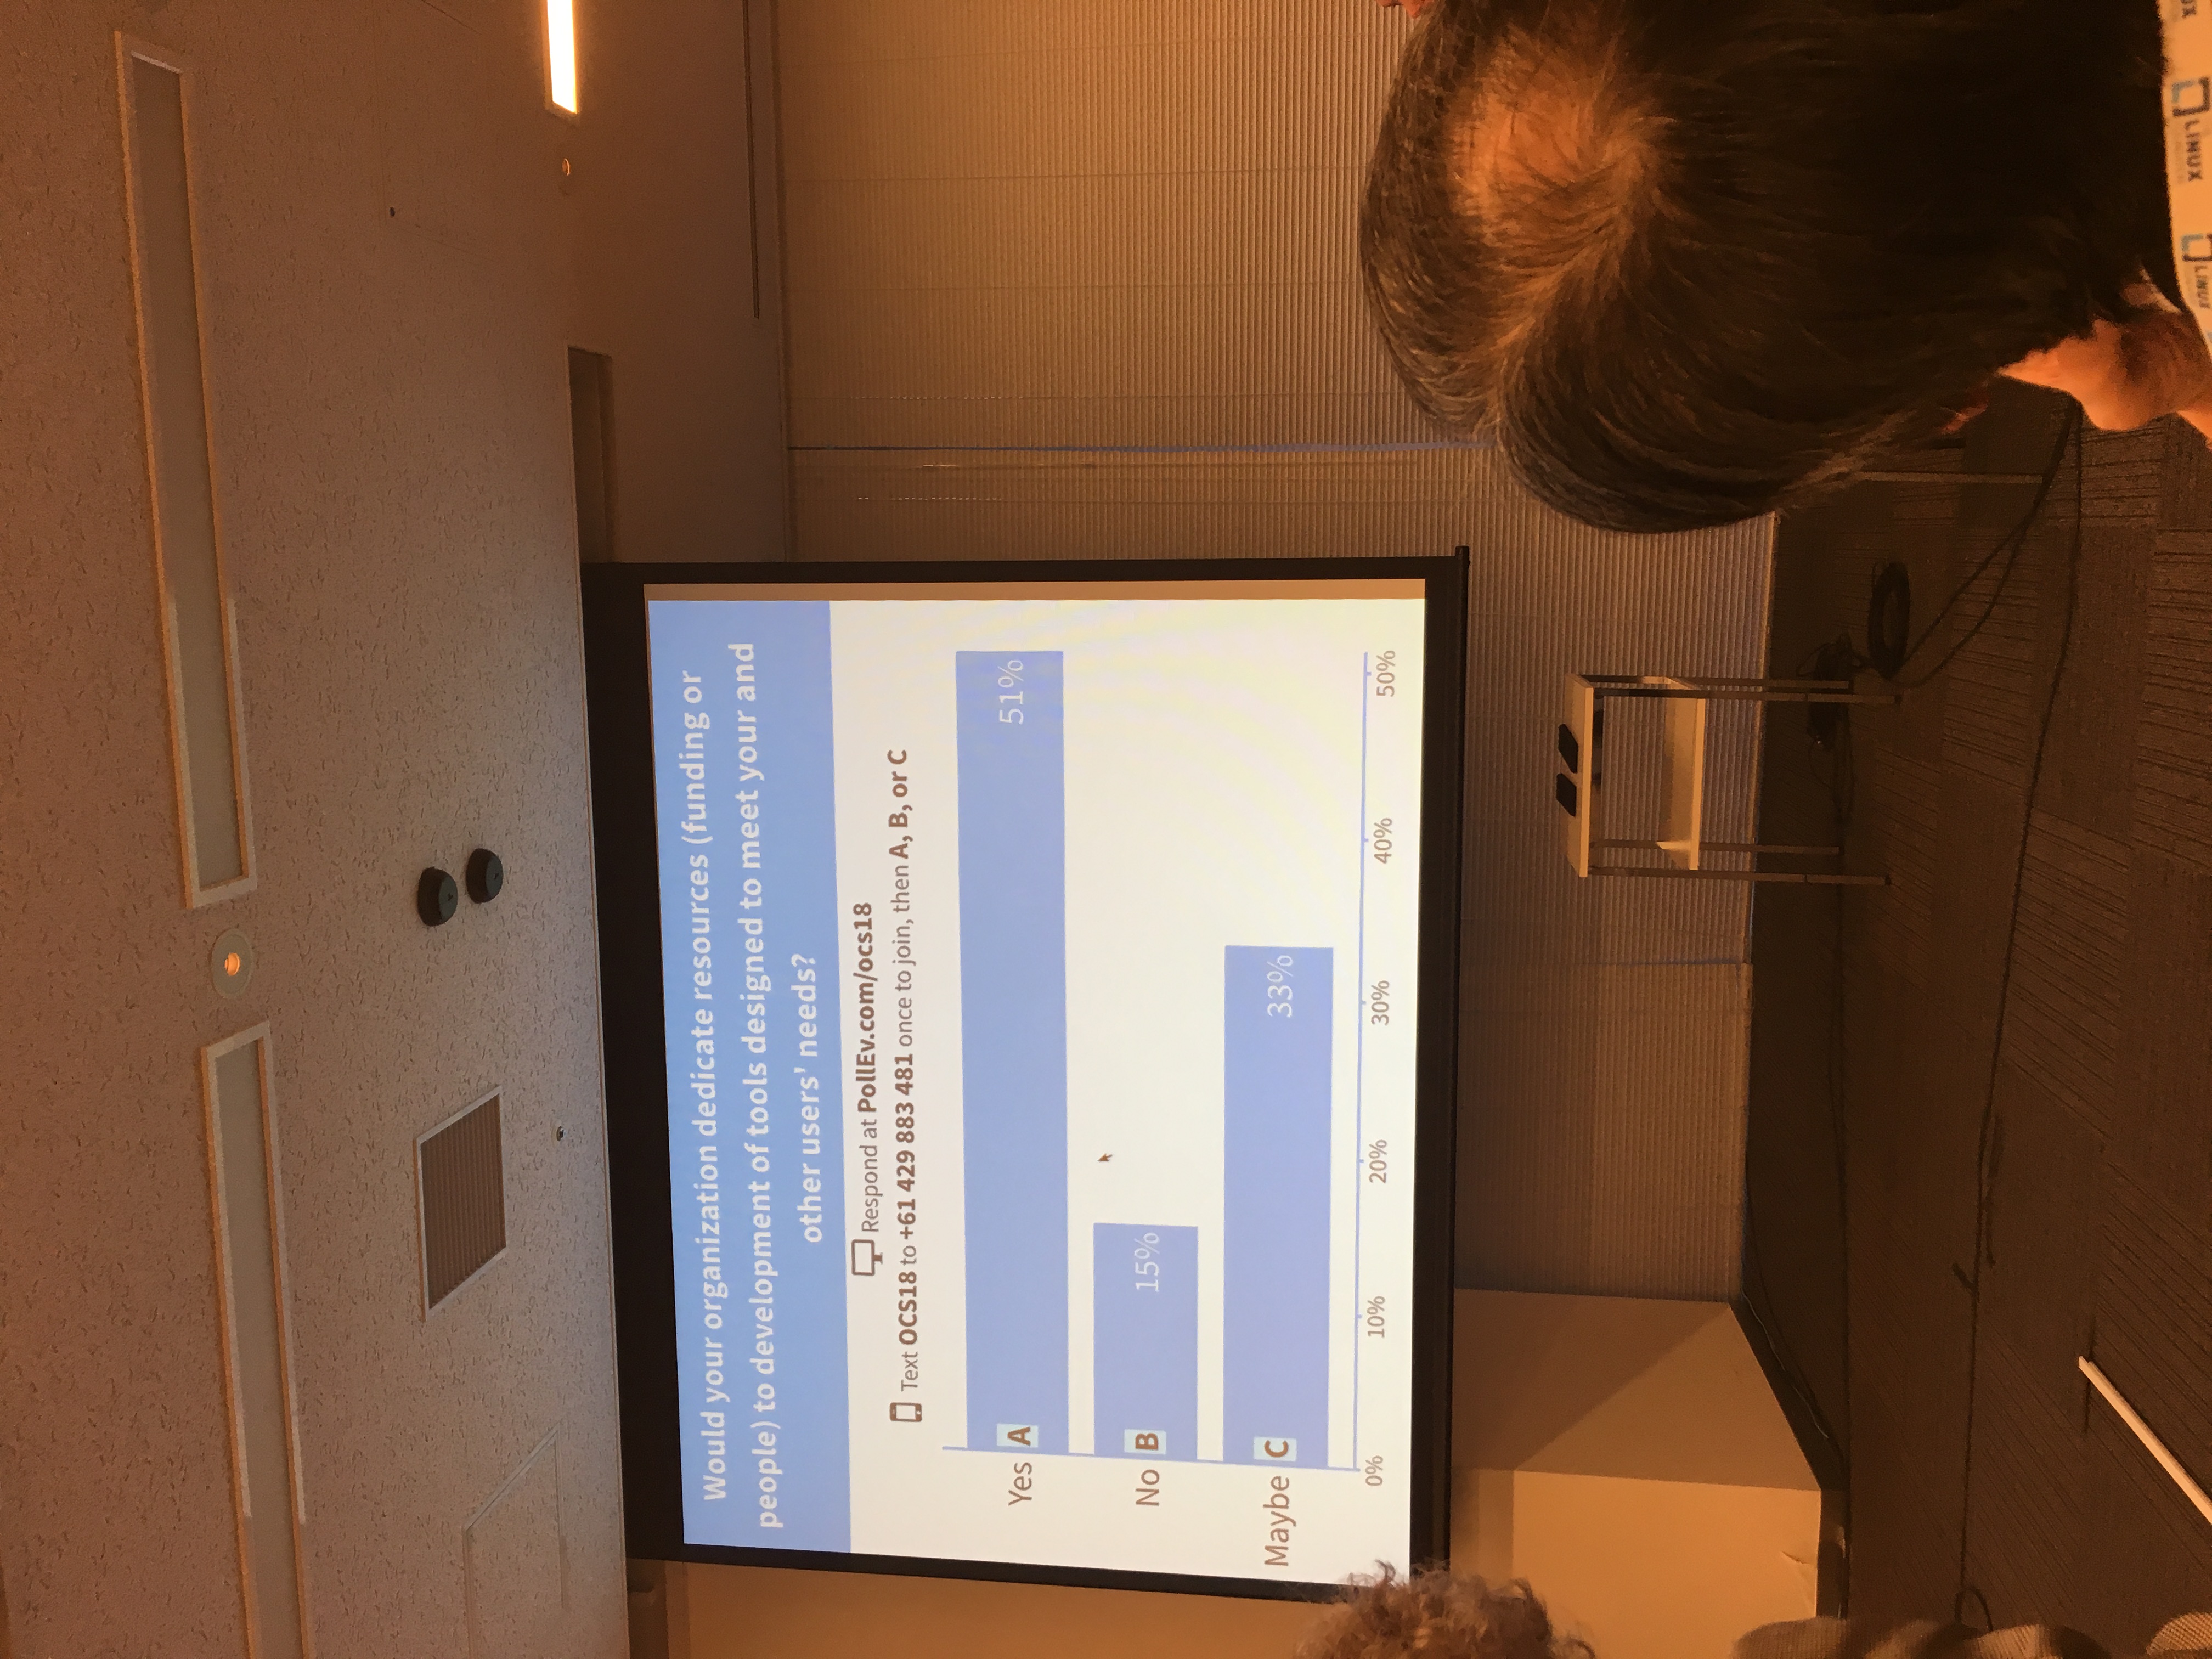 Would your organization dedicate resources (funding or
people) to development of tools designed to meet your and
other users' needs?
Respond at PollEv.com/ocs18
Text OCS18 to +61 429 883 481 once to join, then A, B, or C
Yes A 51%
No B 15%
Maybe C 33%
0% 10% 20% 30% 40% 50%
LINUX LINUX